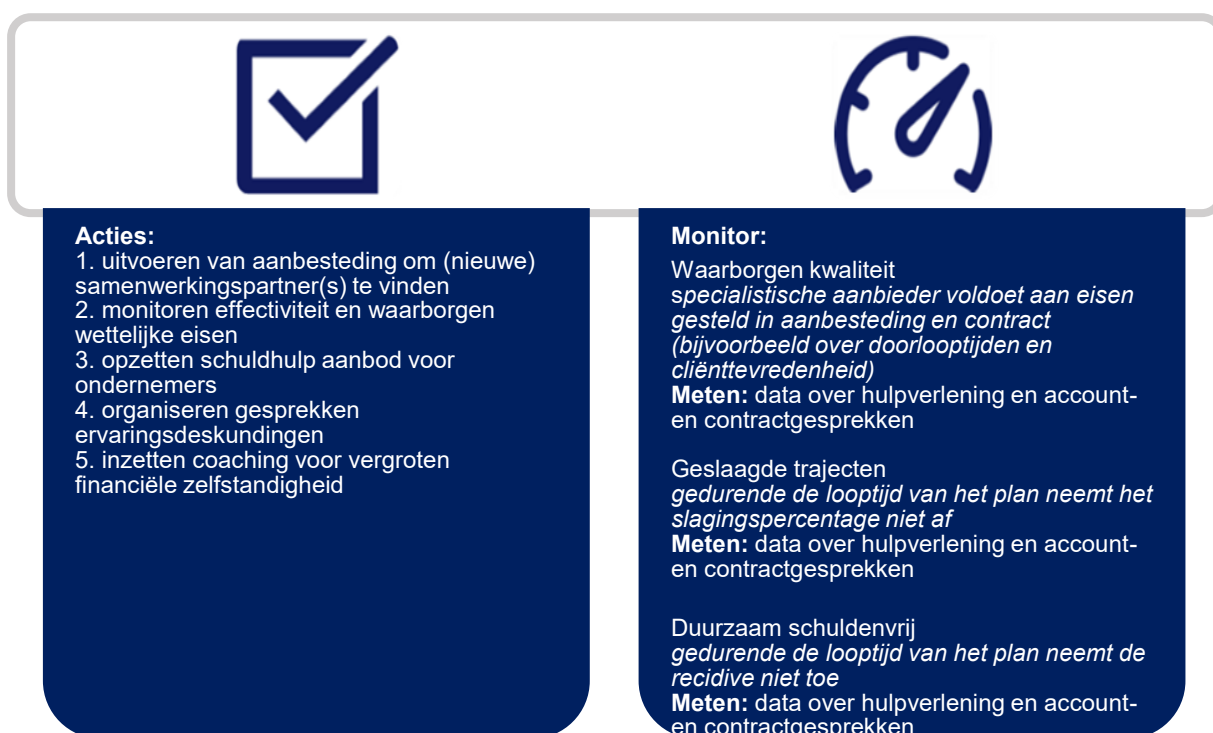 Acties:
1. uitvoeren van aanbesteding om (nieuwe)
samenwerkingspartner(s) te vinden
2. monitoren effectiviteit en waarborgen
wettelijke eisen
3. opzetten schuldhulp aanbod voor
ondernemers
4. organiseren gesprekken
ervaringsdeskundingen
5. inzetten coaching voor vergroten
financiële zelfstandigheid
Monitor:
Waarborgen kwaliteit
specialistische aanbieder voldoet aan eisen
gesteld in aanbesteding en contract
(bijvoorbeeld over doorlooptijden en
cliënttevredenheid)
Meten: data over hulpverlening en account-
en contractgesprekken
Geslaagde trajecten
gedurende de looptijd van het plan neemt het
slagingspercentage niet af
Meten: data over hulpverlening en account-
en contractgesprekken
Duurzaam schuldenvrij
gedurende de looptijd van het plan neemt de
recidive niet toe
Meten: data over hulpverlening en account-
en contractgesprekken